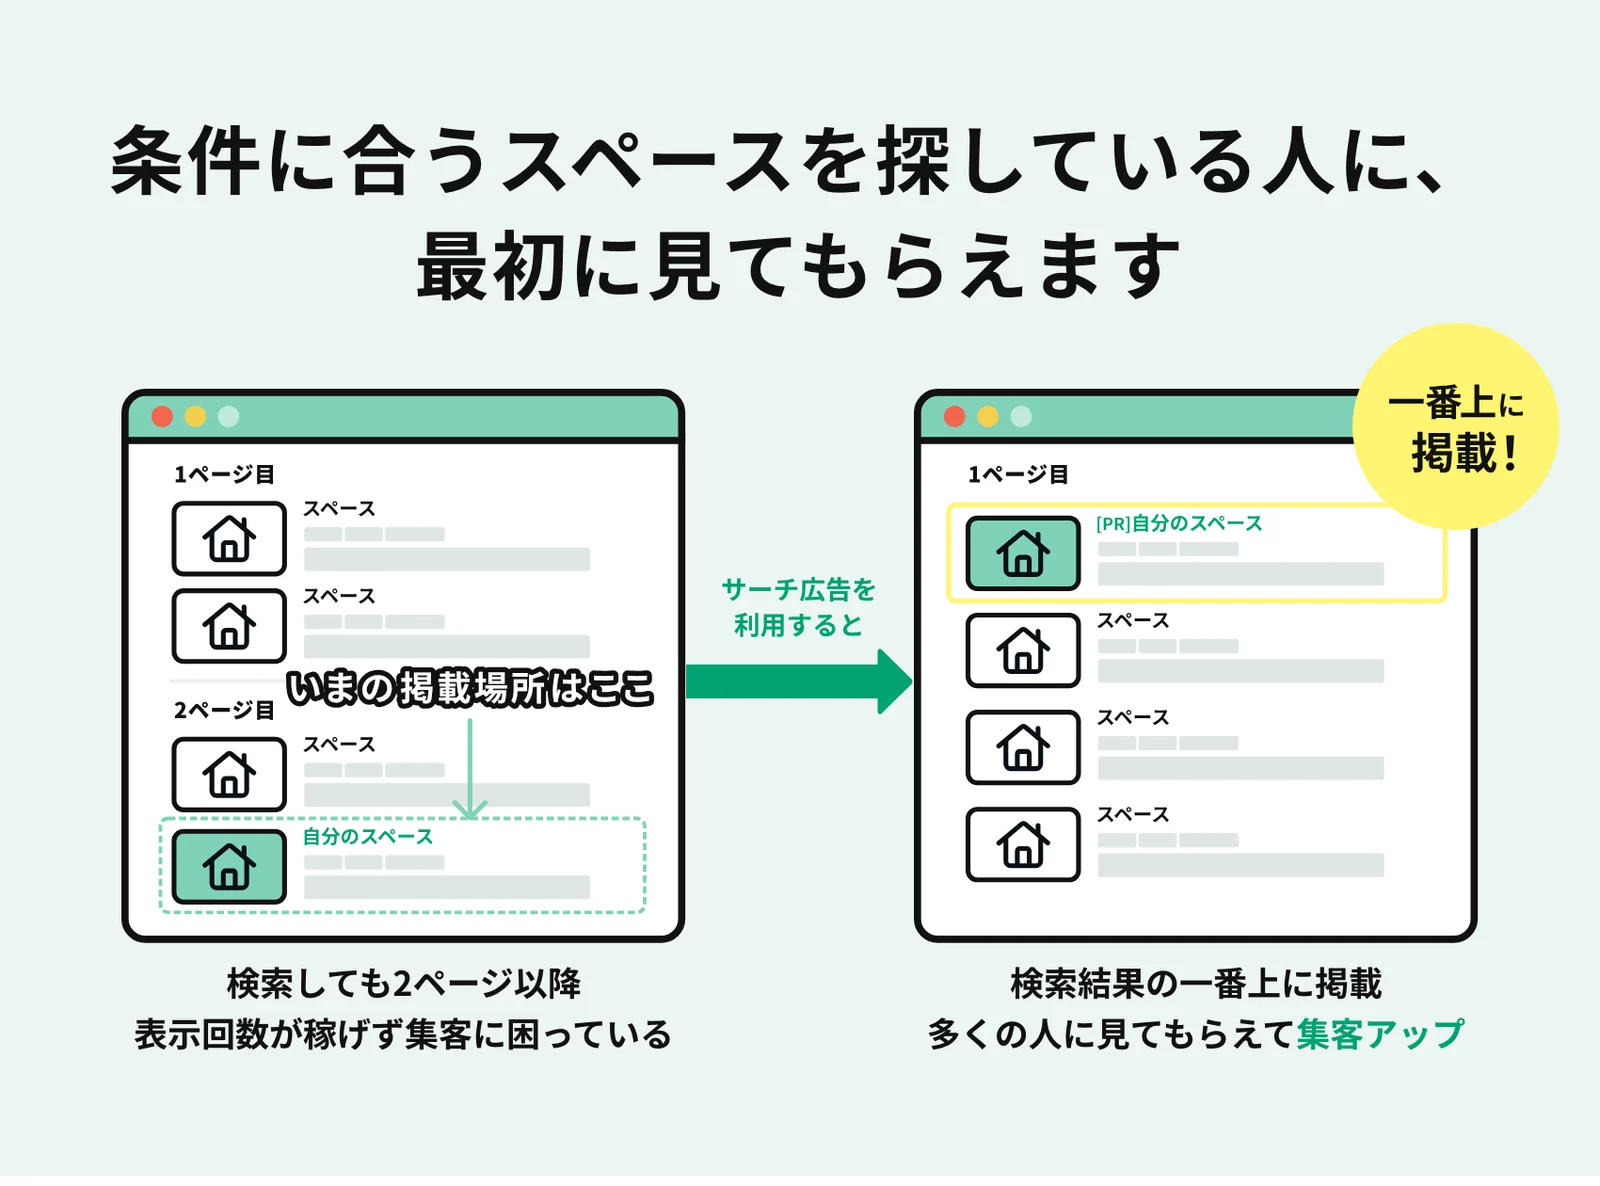 条件に合うスペースを探している人に、
最初に見てもらえます
1ページ目
スペース
スペース
いまの掲載場所はここ
2ページ目
スペース
自分のスペース
検索しても2ページ以降
表示回数が稼げず集客に困っている
サーチ広告を
利用すると
一番上に
掲載!
1ページ目
[PR]自分のスペース
スペース
スペース
スペース
検索結果の一番上に掲載
多くの人に見てもらえて集客アップ